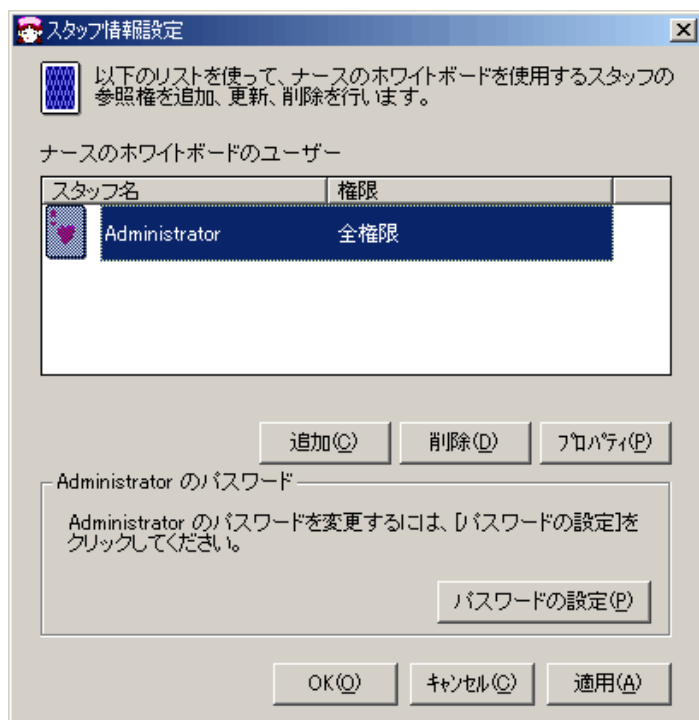 スタッフ情報設定
以下のリストを使って、ナースのホワイトボードを使用するスタッフの
参照権を追加、更新、削除を行います。
ナースのホワイトボードのユーザー
スタッフ名 権限
Administrator 全権限
追加(C) 削除(D) プロパティ(P)
Administrator のパスワード
Administrator のパスワードを変更するには、[パスワードの設定]を
クリックしてください。
パスワードの設定(P)
OK(O) キャンセル(C) 適用(A)